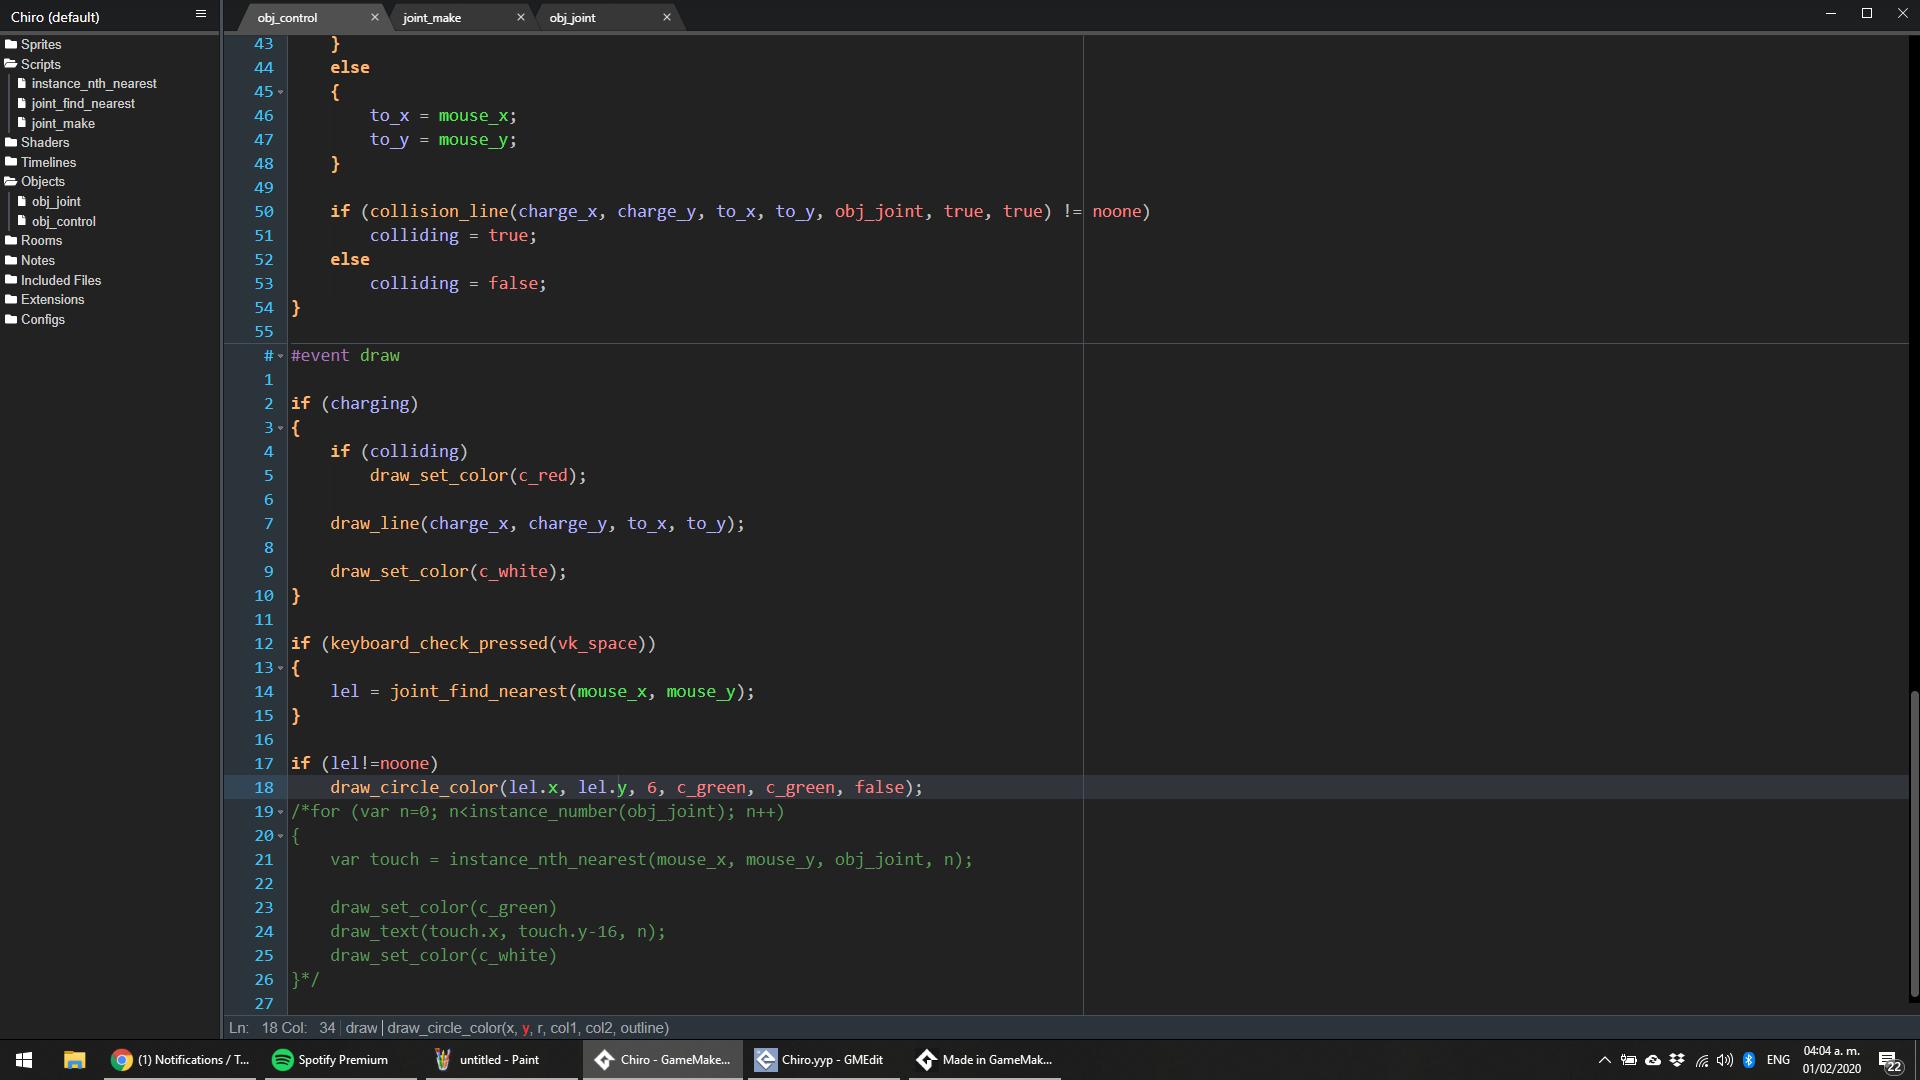 Chiro (default)
obj_control
joint_make
obj_joint
Sprites
Scripts
instance_nth_nearest
joint_find_nearest
joint_make
Shaders
Timelines
Objects
obj_joint
obj_control
Rooms
Notes
Included Files
Extensions
Configs
43 }
44 else
45 {
46 to_x = mouse_x;
47 to_y = mouse_y;
48 }
49
50 if (collision_line(charge_x, charge_y, to_x, to_y, obj_joint, true, true) != noone)
51 colliding = true;
52 else
53 colliding = false;
54 }
55
# #event draw
1
2 if (charging)
3 {
4 if (colliding)
5 draw_set_color(c_red);
6
7 draw_line(charge_x, charge_y, to_x, to_y);
8
9 draw_set_color(c_white);
10 }
11
12 if (keyboard_check_pressed(vk_space))
13 {
14 lel = joint_find_nearest(mouse_x, mouse_y);
15 }
16
17 if (lel!=noone)
18 draw_circle_color(lel.x, lel.y, 6, c_green, c_green, false);
19 /*for (var n=0; n<instance_number(obj_joint); n++)
20 {
21 var touch = instance_nth_nearest(mouse_x, mouse_y, obj_joint, n);
22
23 draw_set_color(c_green)
24 draw_text(touch.x, touch.y-16, n);
25 draw_set_color(c_white)
26 }*/
27
Ln: 18 Col: 34 draw draw_circle_color(x, y, r, col1, col2, outline)
(1) Notifications / T...
Spotify Premium
untitled - Paint
Chiro - GameMake...
Chiro.yyp - GMEdit
Made in GameMak...
ENG
04:04 a. m.
01/02/2020
22